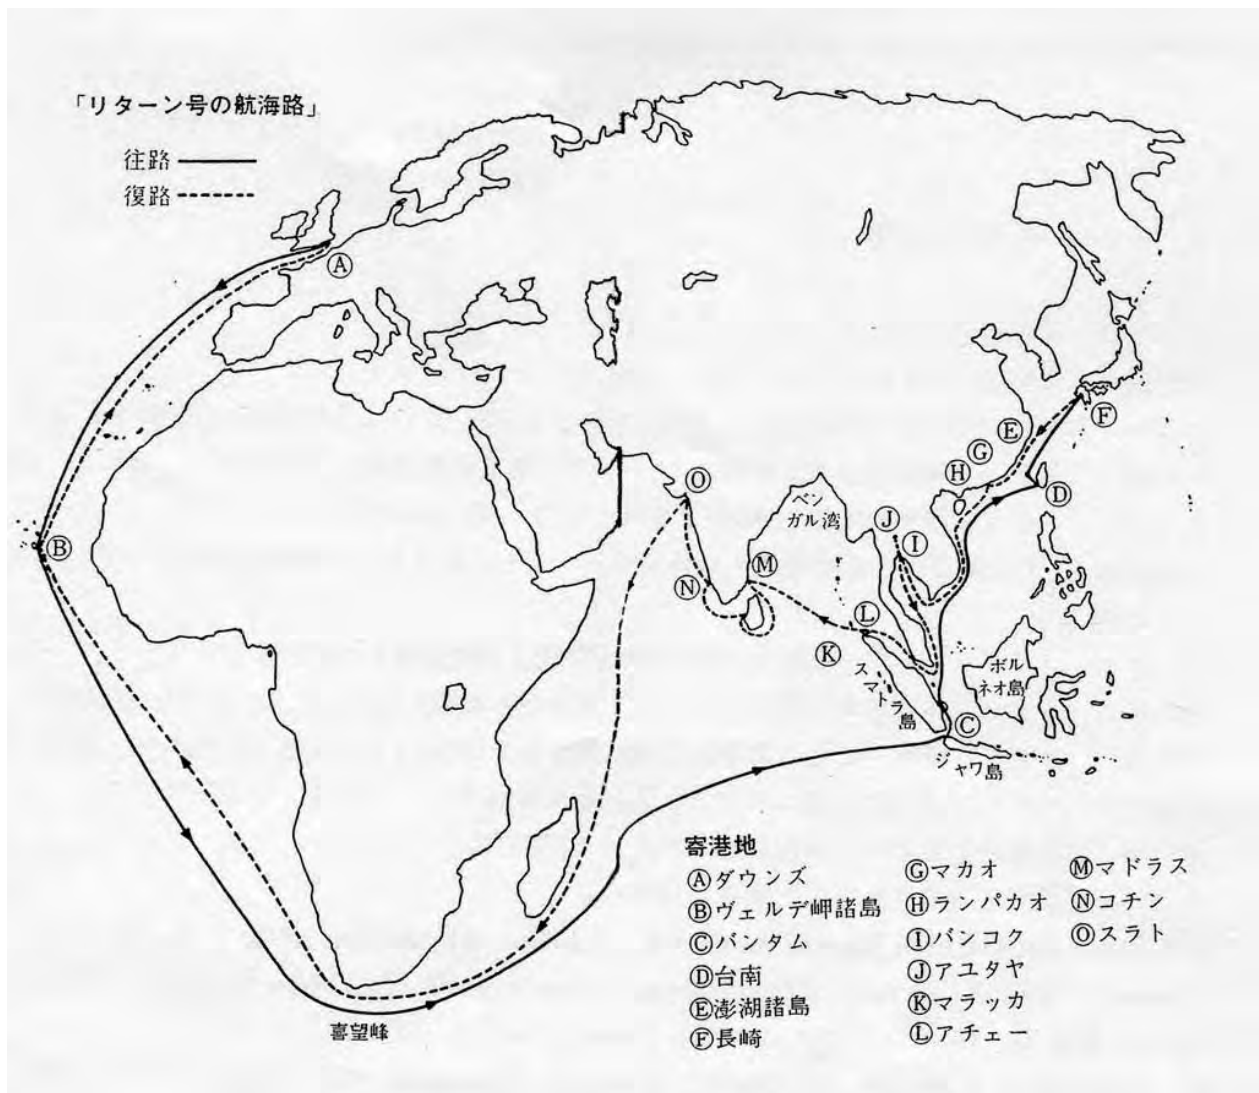 「リターン号の航海路」
往路
復路
Ⓐ
Ⓑ
Ⓞ
Ⓝ
Ⓜ
ベン
ガル湾
Ⓙ
Ⓘ
Ⓗ
Ⓖ
Ⓔ
Ⓕ
Ⓓ
Ⓛ
Ⓚ
スマトラ島
ボル
ネオ島
Ⓒ
ジャワ島
喜望峰
寄港地
Ⓐダウンズ
Ⓑヴェルデ岬諸島
Ⓒバンタム
Ⓓ台南
Ⓔ澎湖諸島
Ⓕ長崎
Ⓖマカオ
Ⓗランパカオ
Ⓘバンコク
Ⓙアユタヤ
Ⓚマラッカ
Ⓛアチェー
Ⓜマドラス
Ⓝコチン
Ⓞスラト